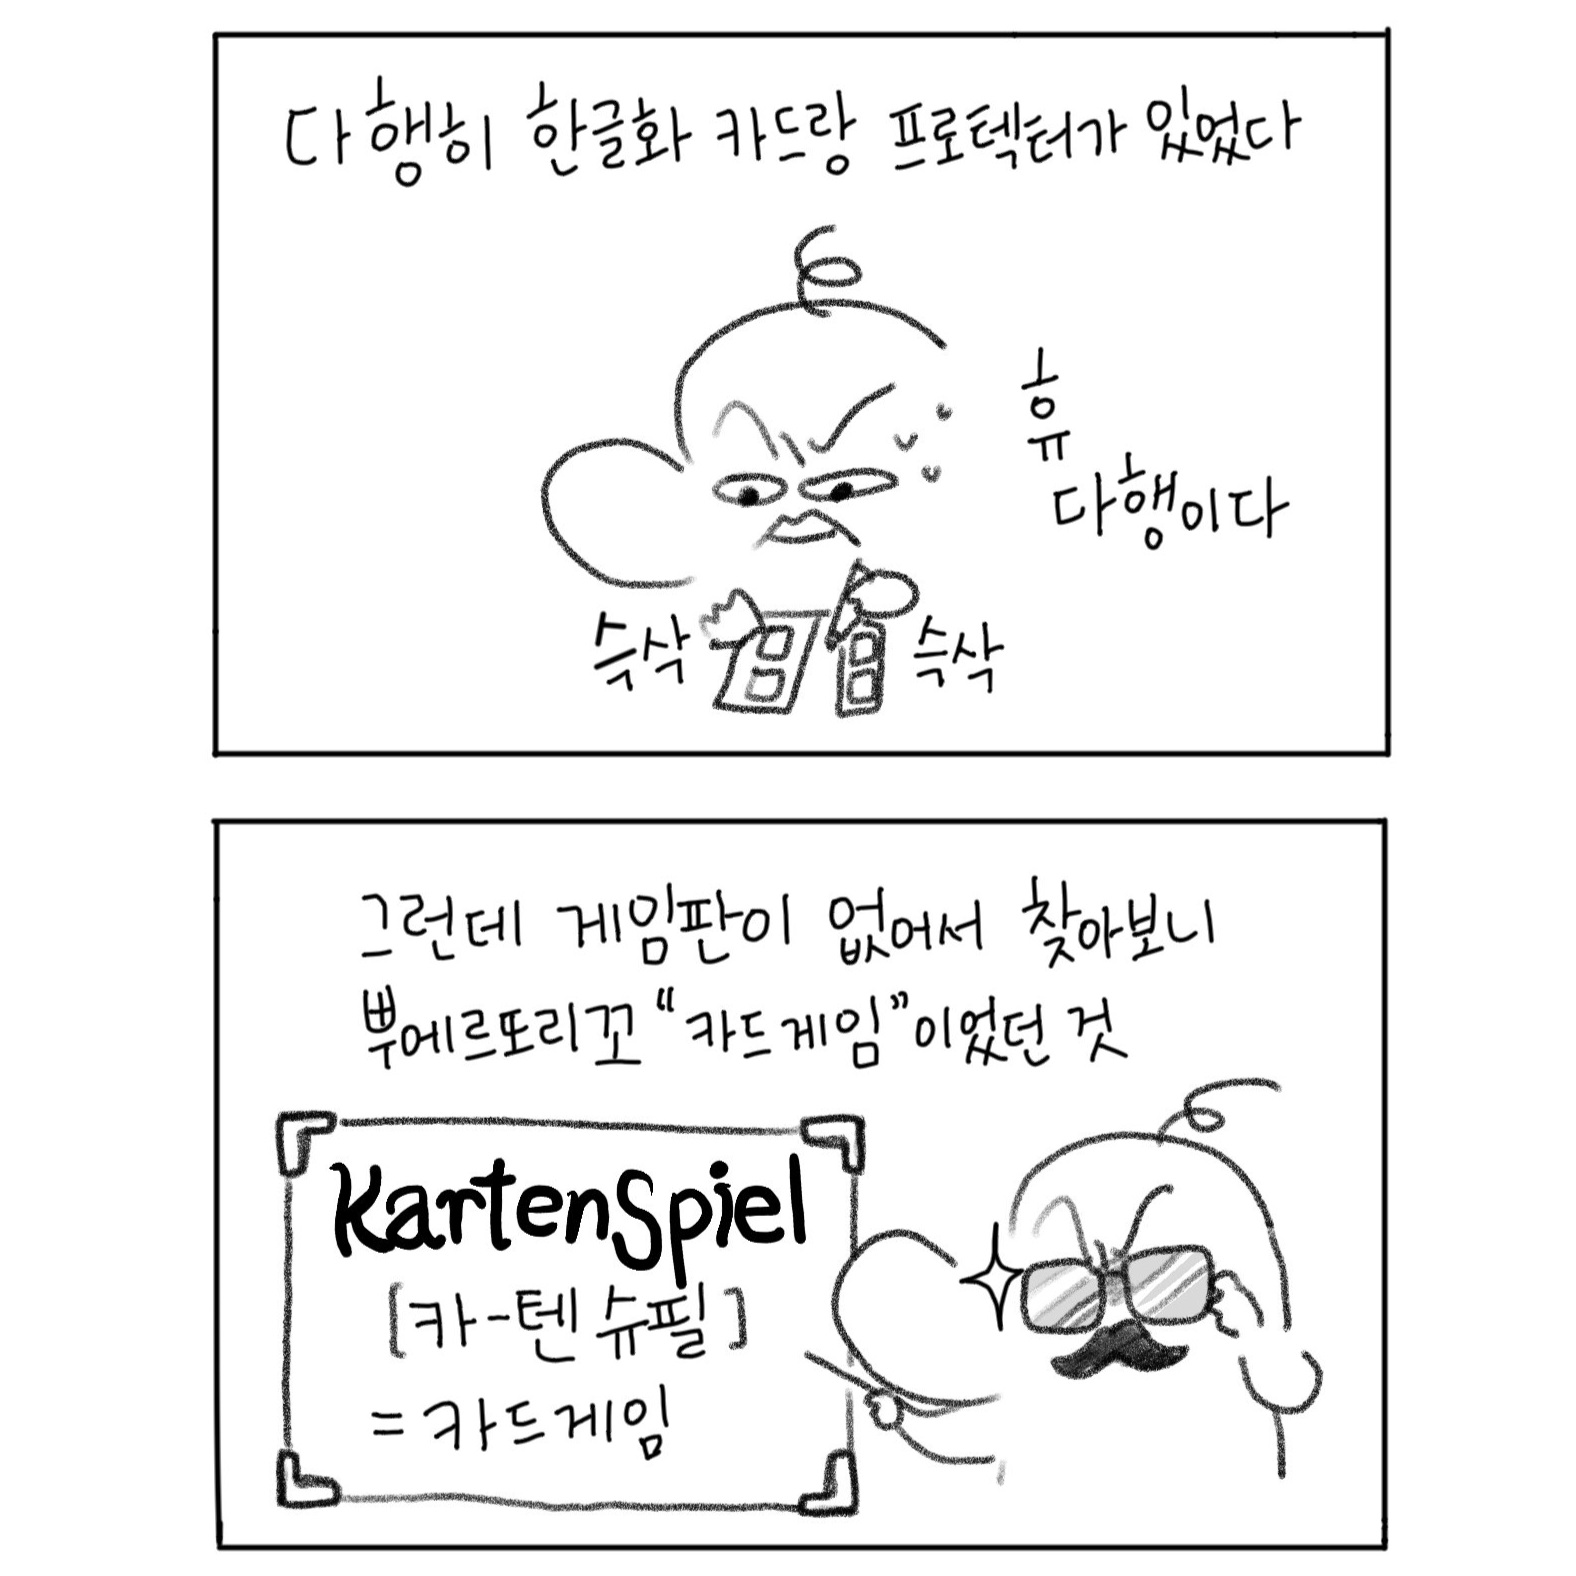 다행히 한글화 카드랑 프로텍터가 있었다
휴
다행이다
슥삭
슥삭
그런데 게임판이 없어서 찾아보니
뿌에르또리꼬 “카드게임”이었던 것
KartenSpiel
[카-텐슈필]
=카드게임